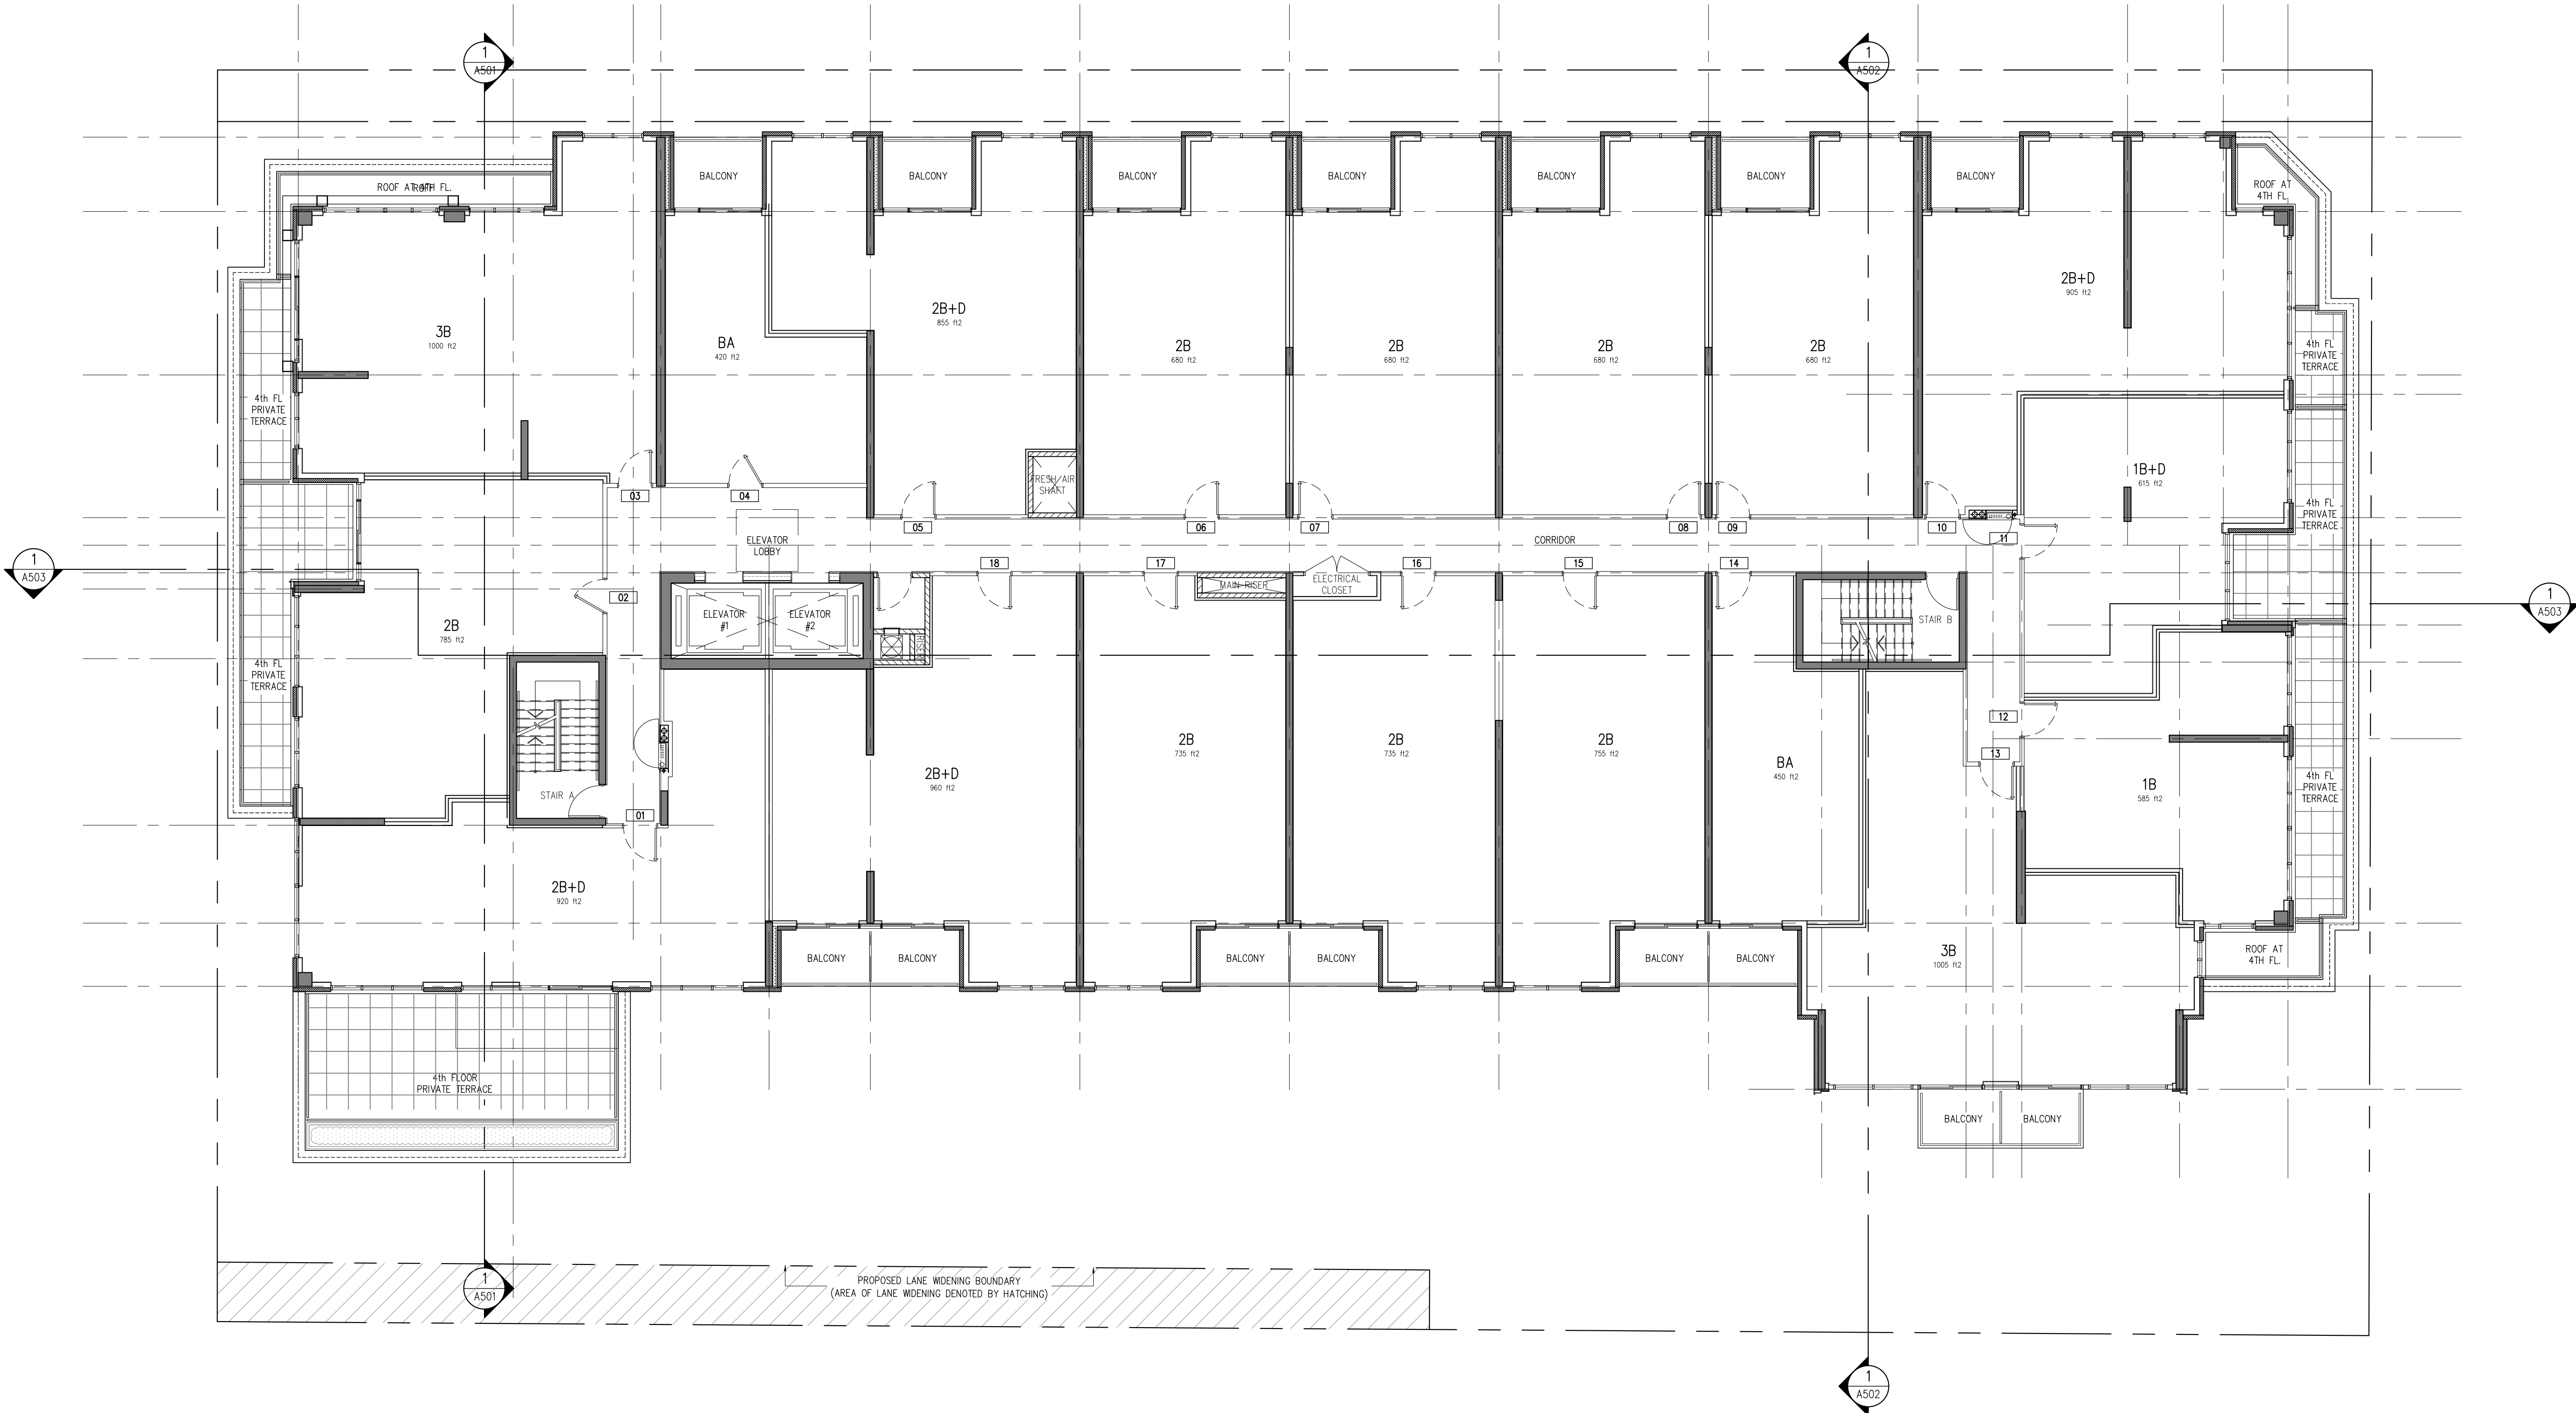 1
A501
1
A502
ROOF AT 4TH FL.
BALCONY
BALCONY
BALCONY
BALCONY
BALCONY
BALCONY
BALCONY
ROOF AT
4TH FL.
3B
1000 ft2
BA
420 ft2
2B+D
855 ft2
2B
680 ft2
2B
680 ft2
2B
680 ft2
2B
680 ft2
2B+D
905 ft2
4th FL
PRIVATE
TERRACE
4th FL
PRIVATE
TERRACE
1B+D
615 ft2
4th FL
PRIVATE
TERRACE
FRESH AIR
SHAFT
03
04
05
06
07
08
09
10
11
ELEVATOR
LOBBY
CORRIDOR
1
A503
18
17
16
15
14
MAIN RISER
ELECTRICAL
CLOSET
02
ELEVATOR
#1
ELEVATOR
#2
STAIR B
1
A503
2B
785 ft2
4th FL
PRIVATE
TERRACE
12
13
2B+D
960 ft2
2B
735 ft2
2B
735 ft2
2B
755 ft2
BA
450 ft2
1B
585 ft2
4th FL
PRIVATE
TERRACE
STAIR A
01
2B+D
920 ft2
BALCONY
BALCONY
BALCONY
BALCONY
BALCONY
BALCONY
3B
1005 ft2
ROOF AT
4TH FL.
4th FLOOR
PRIVATE TERRACE
BALCONY
BALCONY
1
A501
PROPOSED LANE WIDENING BOUNDARY
(AREA OF LANE WIDENING DENOTED BY HATCHING)
1
A502